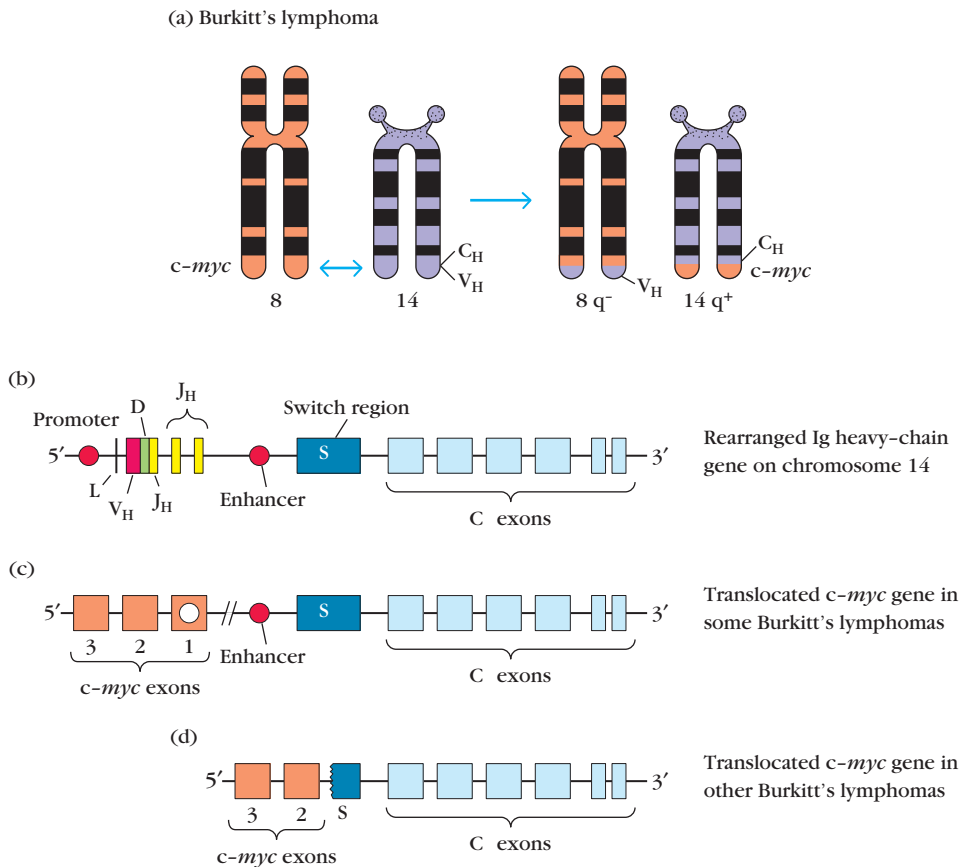 (a) Burkitt's lymphoma
c-myc
8
14
C_H
V_H
8 q⁻
V_H
14 q⁺
C_H
c-myc
(b)
Promoter
D
J_H
Switch region
5′
S
3′
L
V_H
J_H
Enhancer
C exons
Rearranged Ig heavy-chain
gene on chromosome 14
(c)
5′
S
3′
3 2 1
Enhancer
c-myc exons
C exons
Translocated c-myc gene in
some Burkitt's lymphomas
(d)
5′
3′
3 2 S
c-myc exons
C exons
Translocated c-myc gene in
other Burkitt's lymphomas